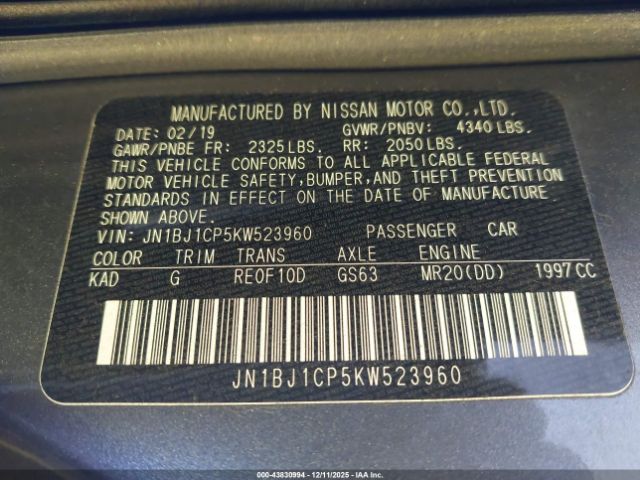 MANUFACTURED BY NISSAN MOTOR CO.,LTD.
DATE: 02/19 GVWR/PNBV: 4340 LBS.
GAWR/PNBE FR: 2325 LBS. RR: 2050 LBS.
THIS VEHICLE CONFORMS TO ALL APPLICABLE FEDERAL
MOTOR VEHICLE SAFETY, BUMPER, AND THEFT PREVENTION
STANDARDS IN EFFECT ON THE DATE OF MANUFACTURE
SHOWN ABOVE.
VIN: JN1BJ1CP5KW523960 PASSENGER CAR
COLOR TRIM TRANS AXLE ENGINE
KAD G RE0F10D GS63 MR20(DD) 1997CC
JN1BJ1CP5KW523960
000-43830994 - 12/11/2025 - IAA, Inc.